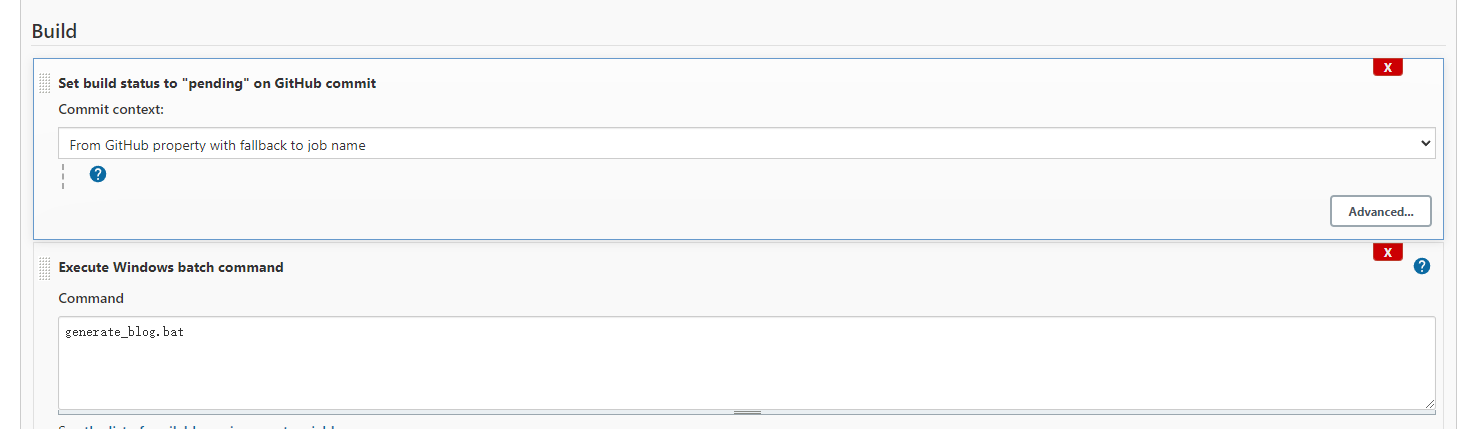 Build
X
Set build status to "pending" on GitHub commit
Commit context:
From GitHub property with fallback to job name
?
Advanced...
X
Execute Windows batch command
?
Command
generate_blog.bat